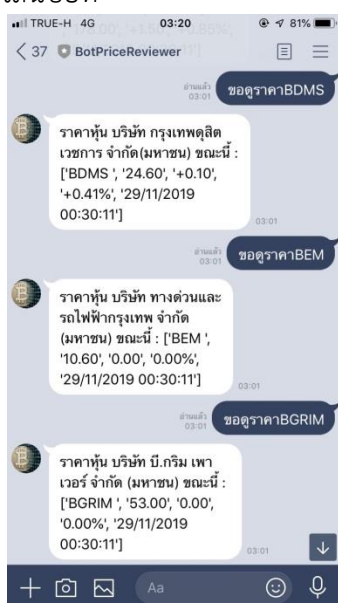 TRUE-H 4G 03:20 81%
37 BotPriceReviewer
อ่านแล้ว
03:01
ขอดูราคาBDMS
ราคาหุ้น บริษัท กรุงเทพดุสิต
เวชการ จำกัด(มหาชน) ขณะนี้ :
['BDMS ', '24.60', '+0.10',
'+0.41%', '29/11/2019
00:30:11']
03:01
อ่านแล้ว
03:01
ขอดูราคาBEM
ราคาหุ้น บริษัท ทางด่วนและ
รถไฟฟ้ากรุงเทพ จำกัด
(มหาชน) ขณะนี้ : ['BEM ',
'10.60', '0.00', '0.00%',
'29/11/2019 00:30:11']
03:01
อ่านแล้ว
03:01
ขอดูราคาBGRIM
ราคาหุ้น บริษัท บี.กริม เพา
เวอร์ จำกัด (มหาชน) ขณะนี้ :
['BGRIM ', '53.00', '0.00',
'0.00%', '29/11/2019
00:30:11']
03:01
Aa